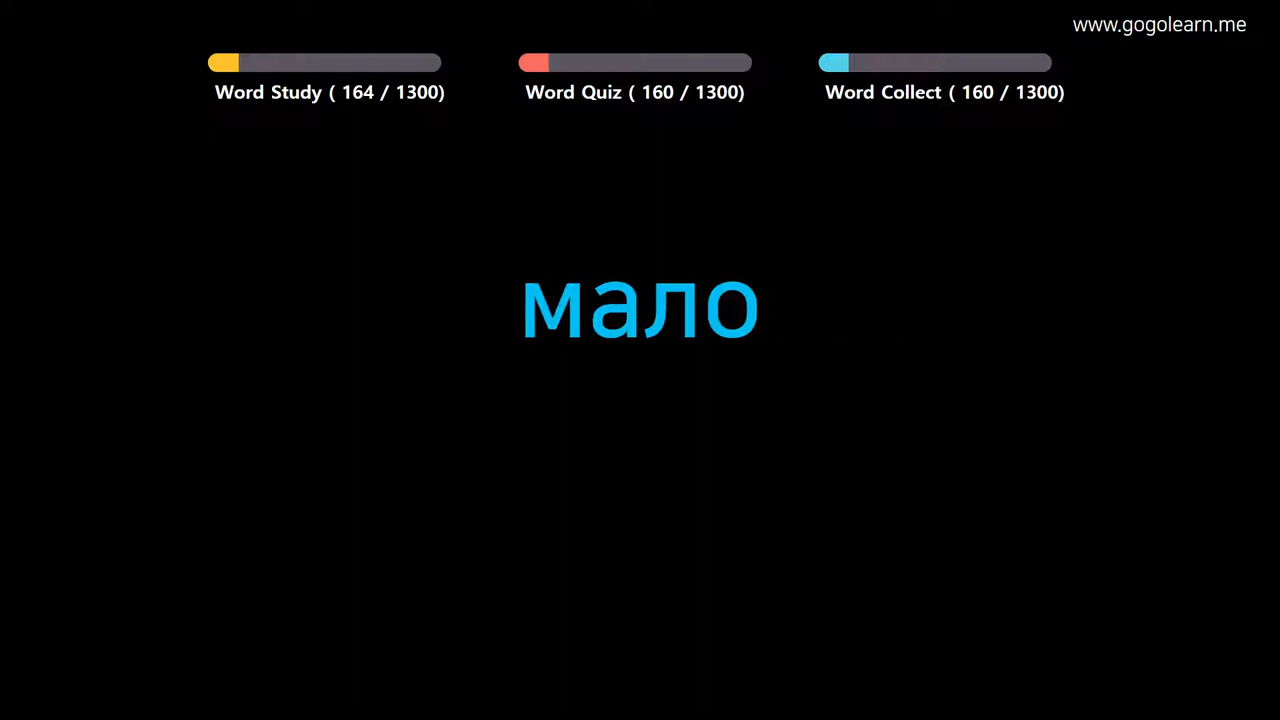 www.gogolearn.me
Word Study ( 164 / 1300)
Word Quiz ( 160 / 1300)
Word Collect ( 160 / 1300)
мало